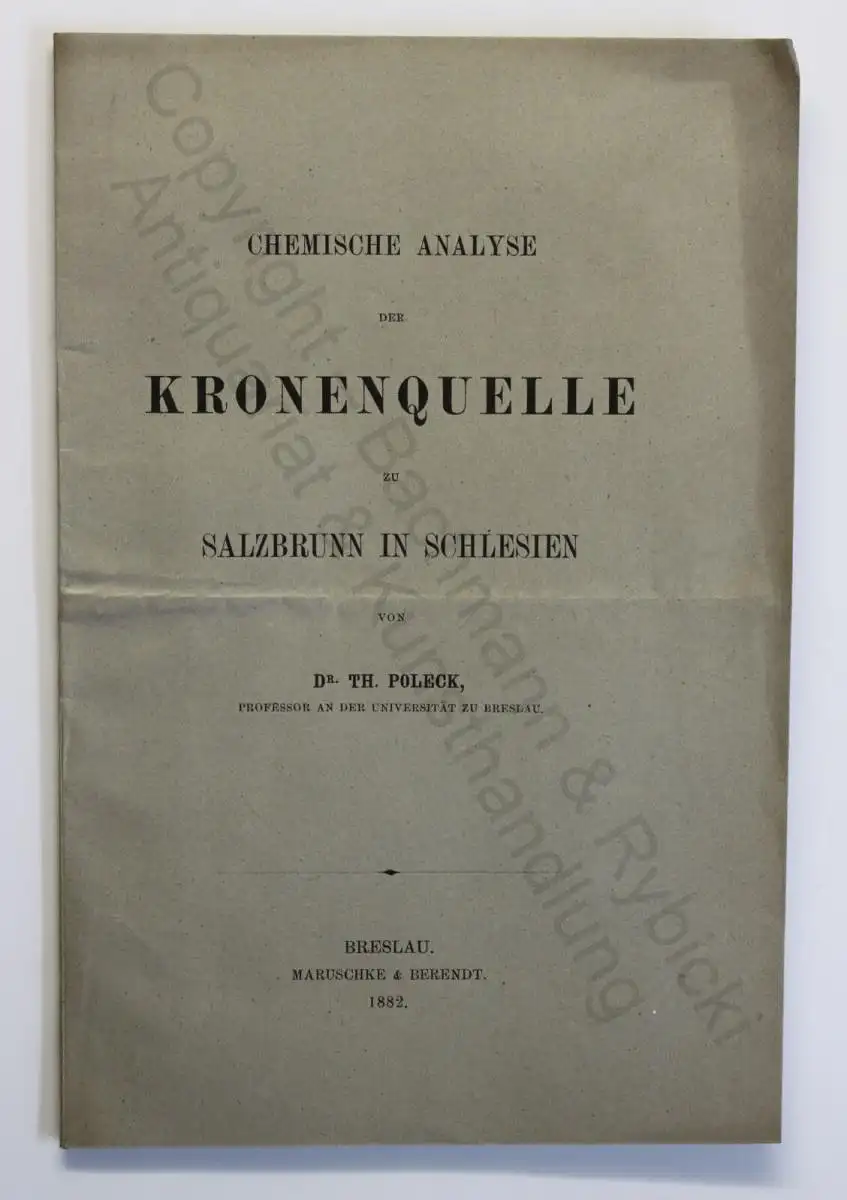 CHEMISCHE ANALYSE
DER
KRONENQUELLE
ZU
SALZBRUNN IN SCHLESIEN
VON
DR. TH. POLECK,
PROFESSOR AN DER UNIVERSITÄT ZU BRESLAU.
BRESLAU.
MARUSCHKE & BERENDT.
1882.
Copyright - Bachmann & Rybicki
Antiquariat & Kunsthandlung